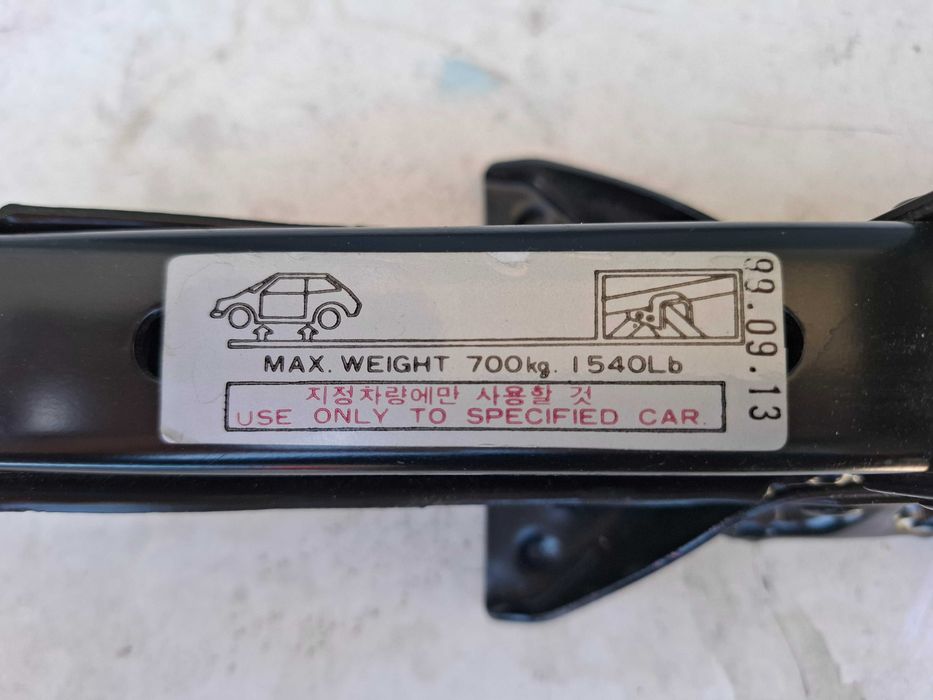 MAX. WEIGHT 700kg. 1540Lb
지정차량에만 사용할 것
USE ONLY TO SPECIFIED CAR.
99.09.13